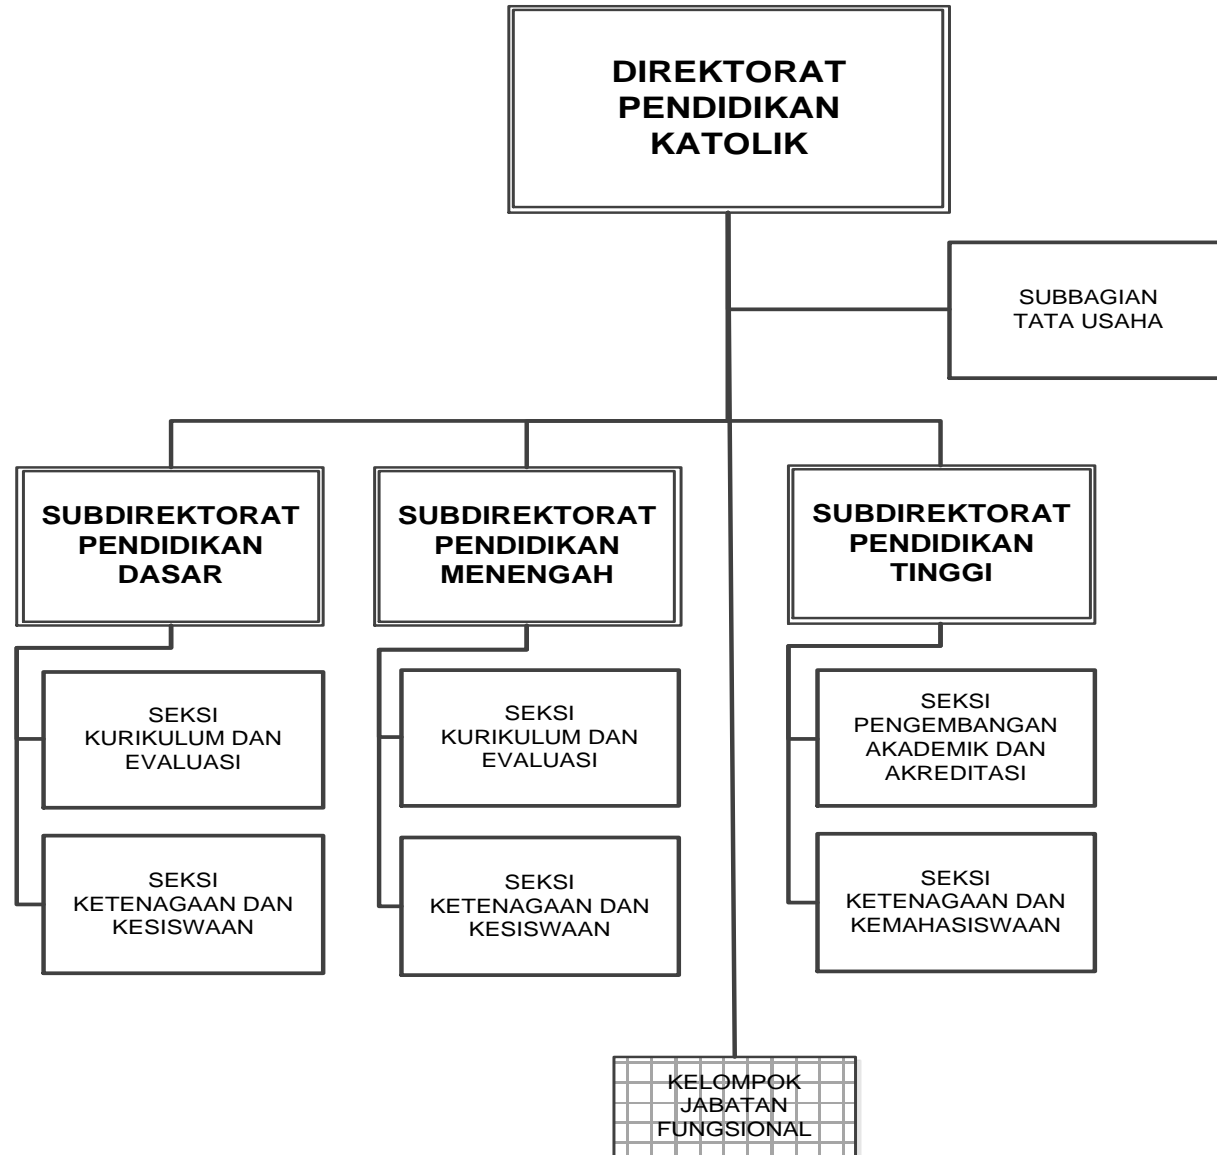 DIREKTORAT
PENDIDIKAN
KATOLIK
SUBBAGIAN
TATA USAHA
SUBDIREKTORAT
PENDIDIKAN
DASAR
SUBDIREKTORAT
PENDIDIKAN
MENENGAH
SUBDIREKTORAT
PENDIDIKAN
TINGGI
SEKSI
KURIKULUM DAN
EVALUASI
SEKSI
KURIKULUM DAN
EVALUASI
SEKSI
PENGEMBANGAN
AKADEMIK DAN
AKREDITASI
SEKSI
KETENAGAAN DAN
KESISWAAN
SEKSI
KETENAGAAN DAN
KESISWAAN
SEKSI
KETENAGAAN DAN
KEMAHASISWAAN
KELOMPOK
JABATAN
FUNGSIONAL